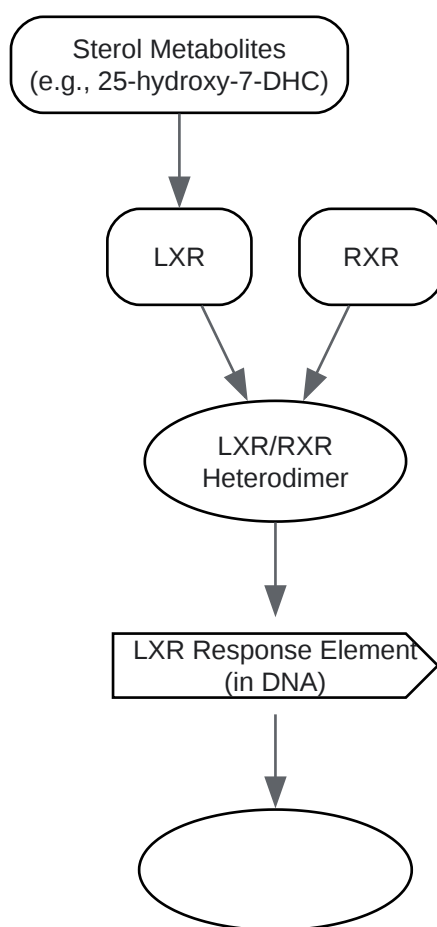 Sterol Metabolites
(e.g., 25-hydroxy-7-DHC)
LXR
RXR
LXR/RXR
Heterodimer
LXR Response Element
(in DNA)